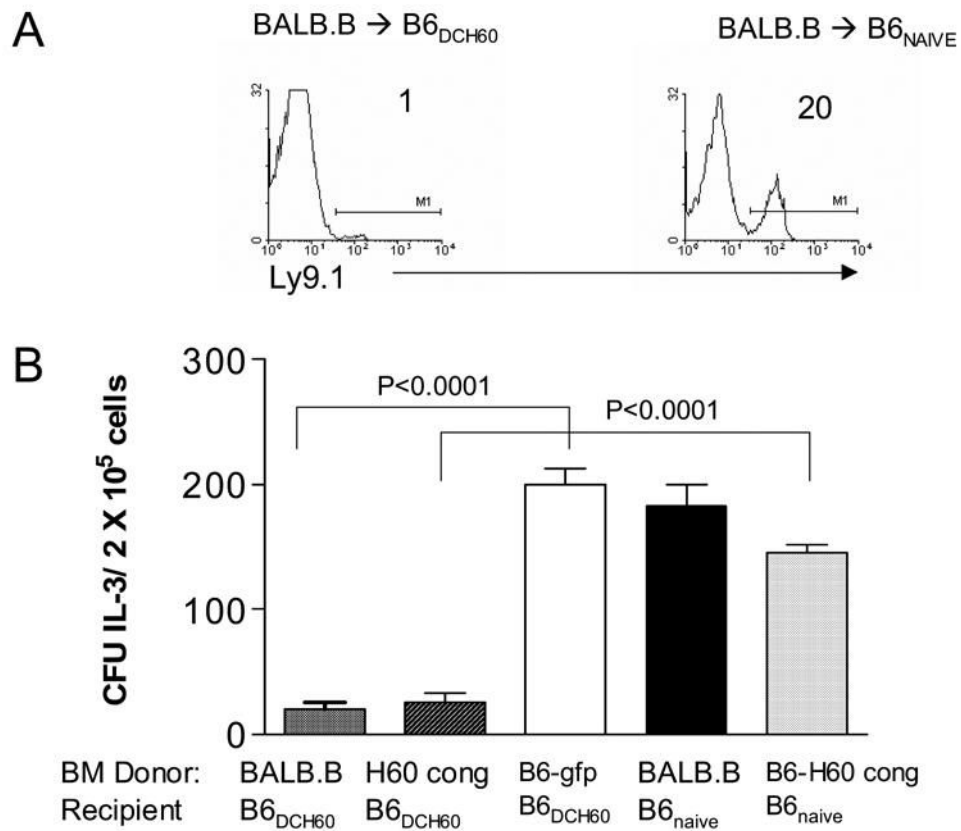 A
BALB.B → B6DCH60
BALB.B → B6NAIVE
32
1
M1
0
10⁰ 10¹ 10² 10³ 10⁴
32
20
M1
0
10⁰ 10¹ 10² 10³ 10⁴
Ly9.1
B
CFU IL-3/ 2 X 10⁵ cells
300
200
100
0
P<0.0001
P<0.0001
BM Donor: BALB.B H60 cong B6-gfp BALB.B B6-H60 cong
Recipient B6DCH60 B6DCH60 B6DCH60 B6naive B6naive